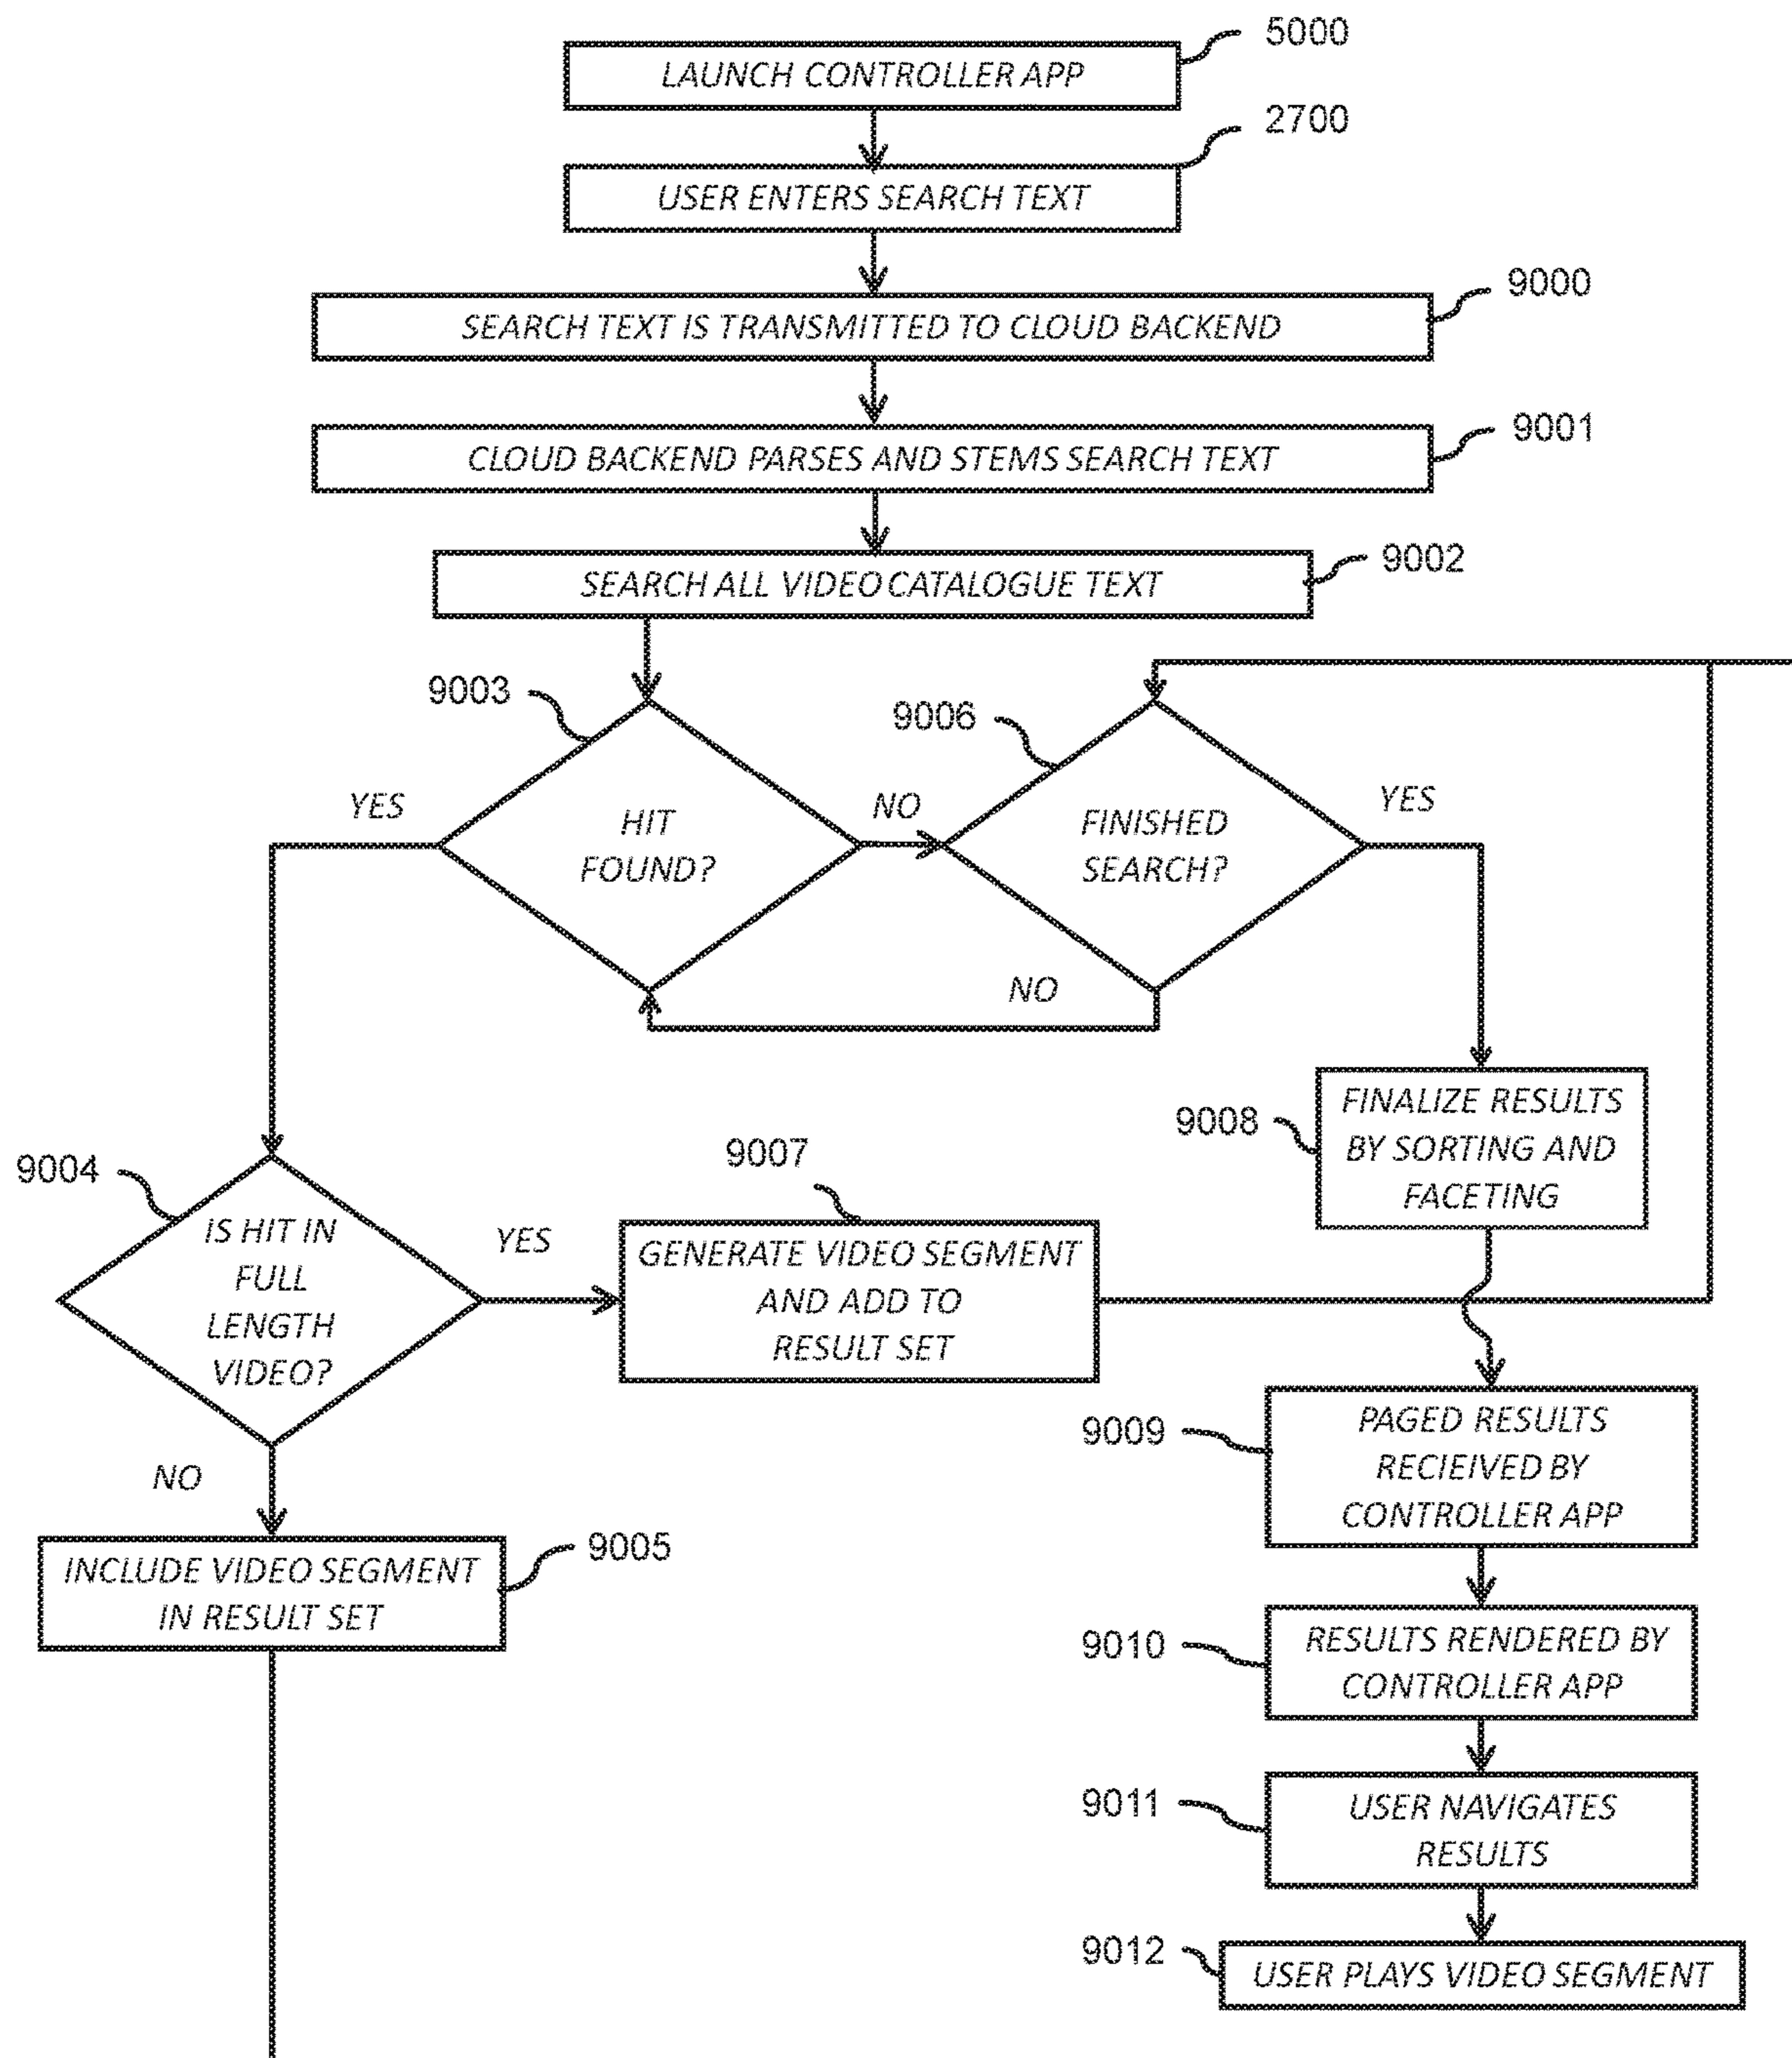 5000
LAUNCH CONTROLLER APP
2700
USER ENTERS SEARCH TEXT
9000
SEARCH TEXT IS TRANSMITTED TO CLOUD BACKEND
9001
CLOUD BACKEND PARSES AND STEMS SEARCH TEXT
9002
SEARCH ALL VIDEO CATALOGUE TEXT
9003
9006
YES
HIT
FOUND?
NO
FINISHED
SEARCH?
YES
NO
9008
FINALIZE RESULTS
BY SORTING AND
FACETING
9004
IS HIT IN
FULL
LENGTH
VIDEO?
YES
9007
GENERATE VIDEO SEGMENT
AND ADD TO
RESULT SET
NO
9009
PAGED RESULTS
RECIEIVED BY
CONTROLLER APP
9005
INCLUDE VIDEO SEGMENT
IN RESULT SET
9010
RESULTS RENDERED BY
CONTROLLER APP
9011
USER NAVIGATES
RESULTS
9012
USER PLAYS VIDEO SEGMENT